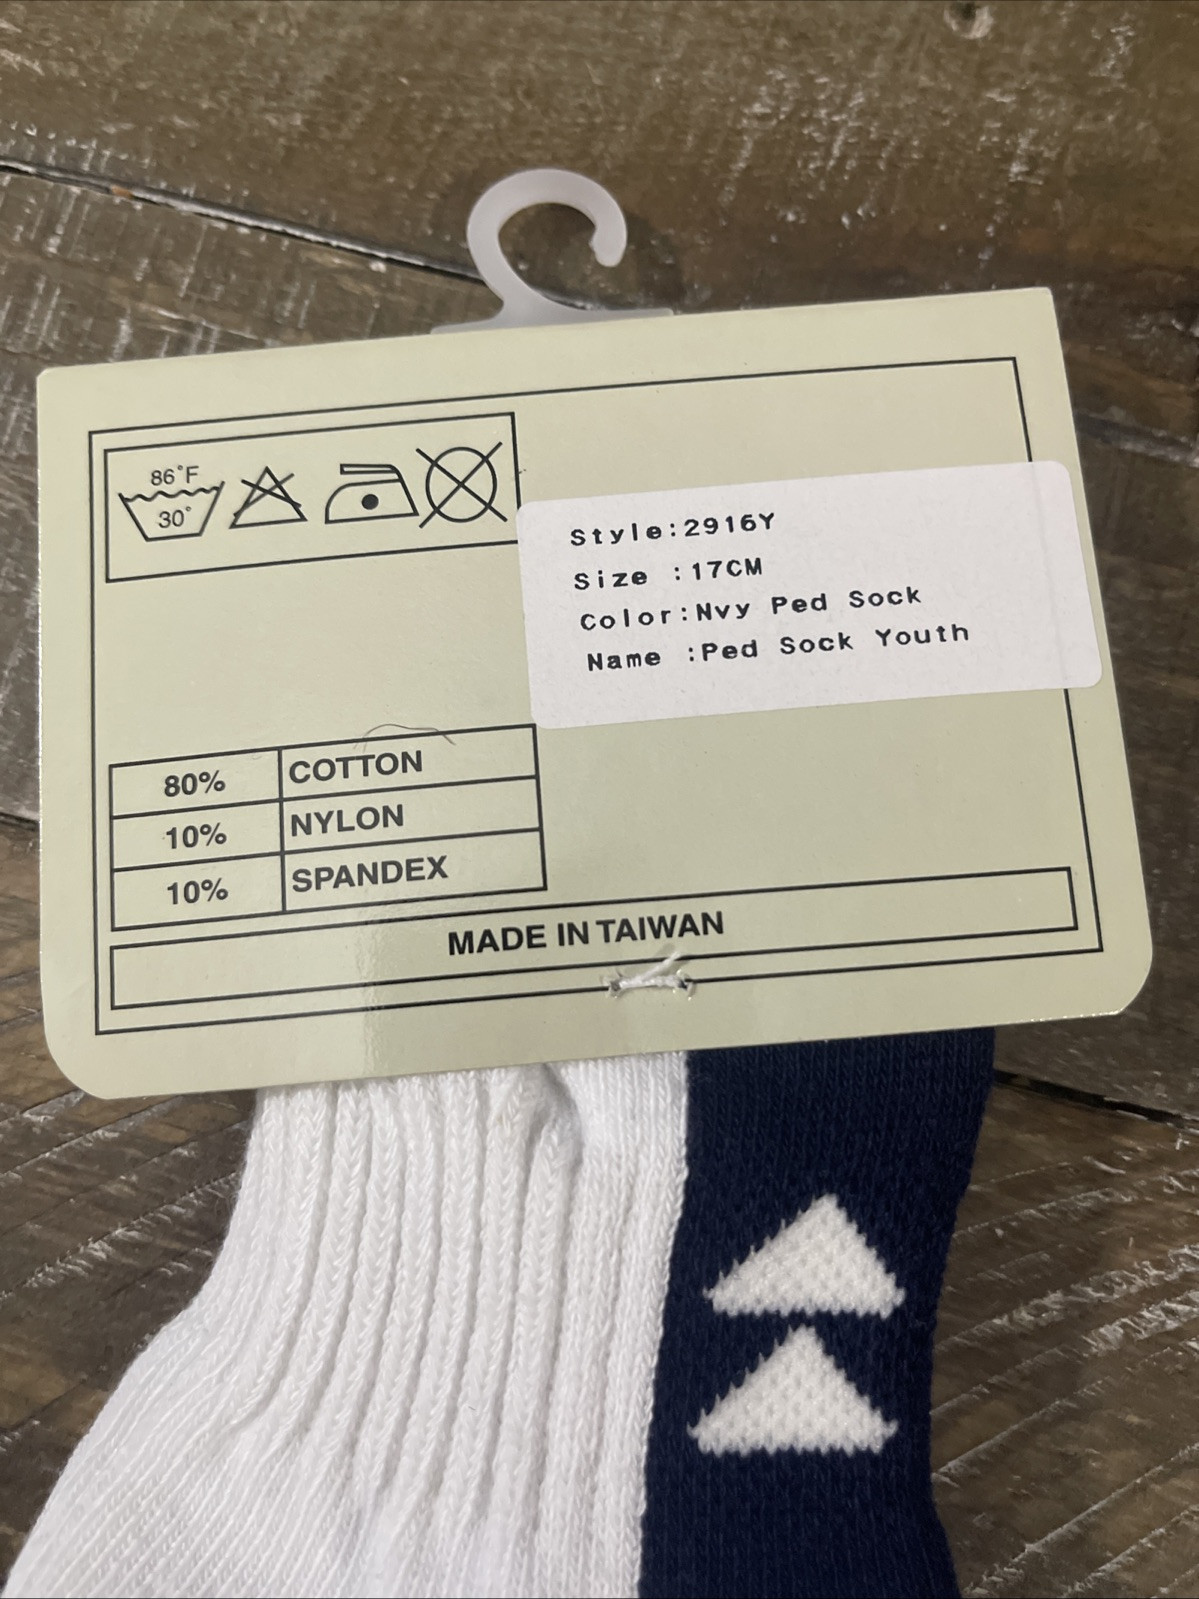 86°F
30°
Style:2916Y
Size :17CM
Color:Nvy Ped Sock
Name :Ped Sock Youth
80% COTTON
10% NYLON
10% SPANDEX
MADE IN TAIWAN